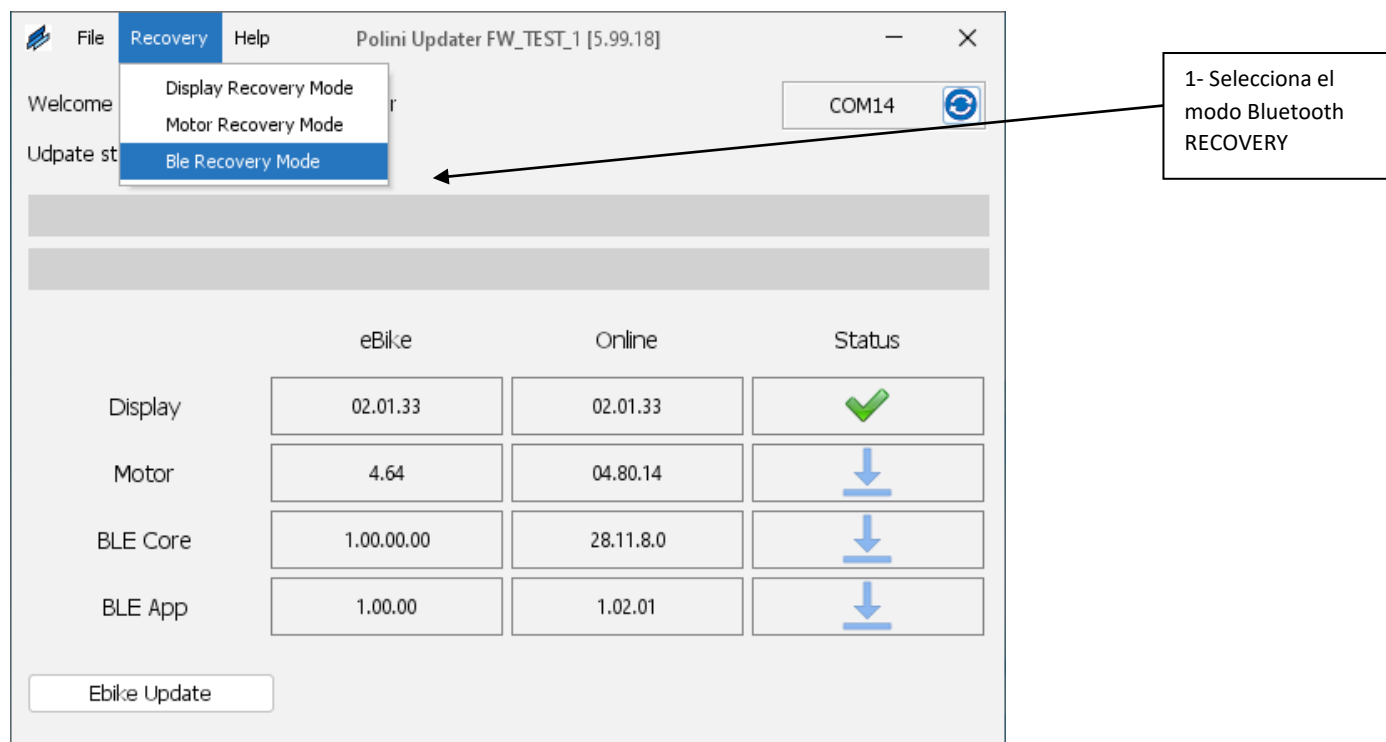 File Recovery Help Polini Updater FW_TEST_1 [5.99.18]
Display Recovery Mode
Motor Recovery Mode
Ble Recovery Mode
Welcome
r
COM14
Udpate st
1- Selecciona el
modo Bluetooth
RECOVERY
eBike Online Status
Display 02.01.33 02.01.33
Motor 4.64 04.80.14
BLE Core 1.00.00.00 28.11.8.0
BLE App 1.00.00 1.02.01
Ebike Update